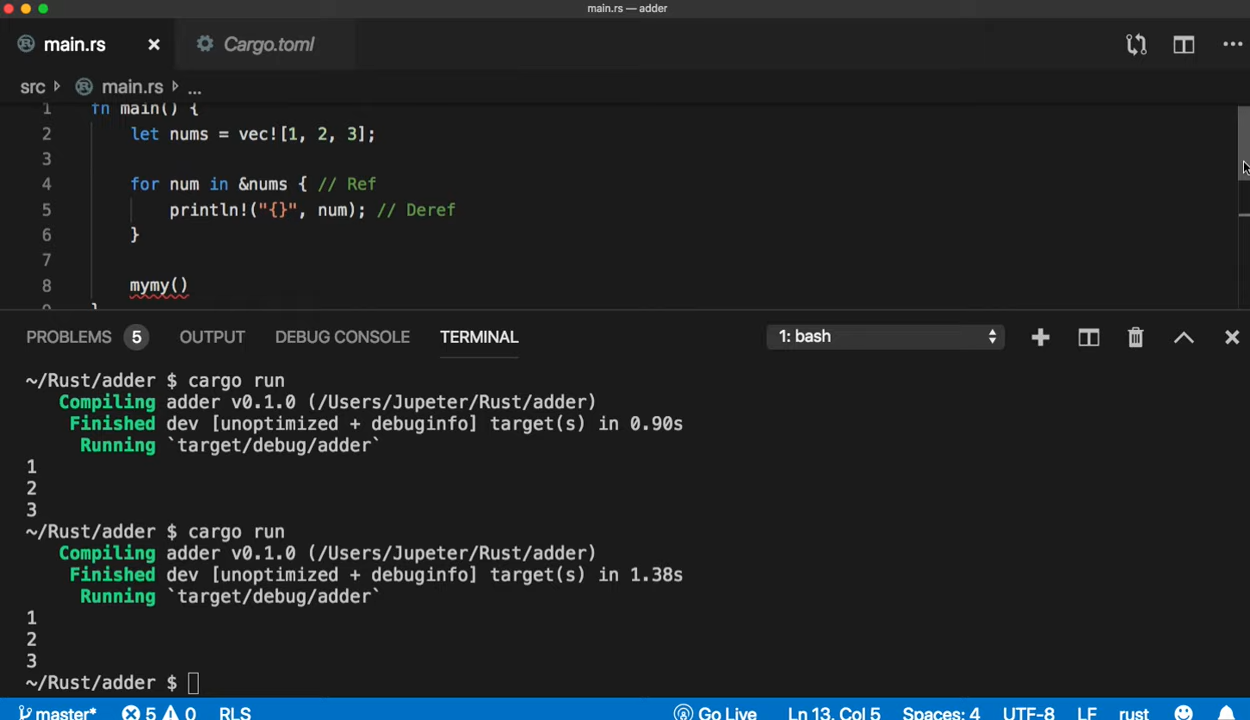 main.rs — adder
main.rs Cargo.toml
src main.rs ...
1 fn main() {
2 let nums = vec![1, 2, 3];
3
4 for num in &nums { // Ref
5 println!("{}", num); // Deref
6 }
7
8 mymy()
9 }
PROBLEMS 5 OUTPUT DEBUG CONSOLE TERMINAL 1: bash
~/Rust/adder $ cargo run
Compiling adder v0.1.0 (/Users/Jupeter/Rust/adder)
Finished dev [unoptimized + debuginfo] target(s) in 0.90s
Running `target/debug/adder`
1
2
3
~/Rust/adder $ cargo run
Compiling adder v0.1.0 (/Users/Jupeter/Rust/adder)
Finished dev [unoptimized + debuginfo] target(s) in 1.38s
Running `target/debug/adder`
1
2
3
~/Rust/adder $
master* 5 0 RLS Go Live Ln 13, Col 5 Spaces: 4 UTF-8 LF rust